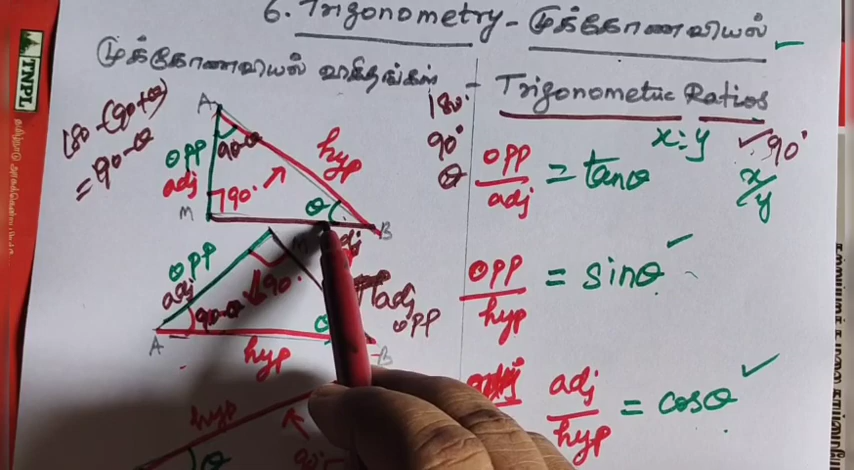 6. Trigonometry - முக்கோணவியல்
முக்கோணவியல் விகிதங்கள் - Trigonometric Ratios
TNPL
180-(90+θ)
= 90-θ
A
90-θ
opp
adj
hyp
90°
θ
M
B
180°
90°
θ
x:y
90°
x/y
opp/adj = tanθ
opp
adj
90°
90-θ
adj
opp
A
hyp
B
opp/hyp = sinθ
adj/hyp = cosθ
hyp
θ
90°